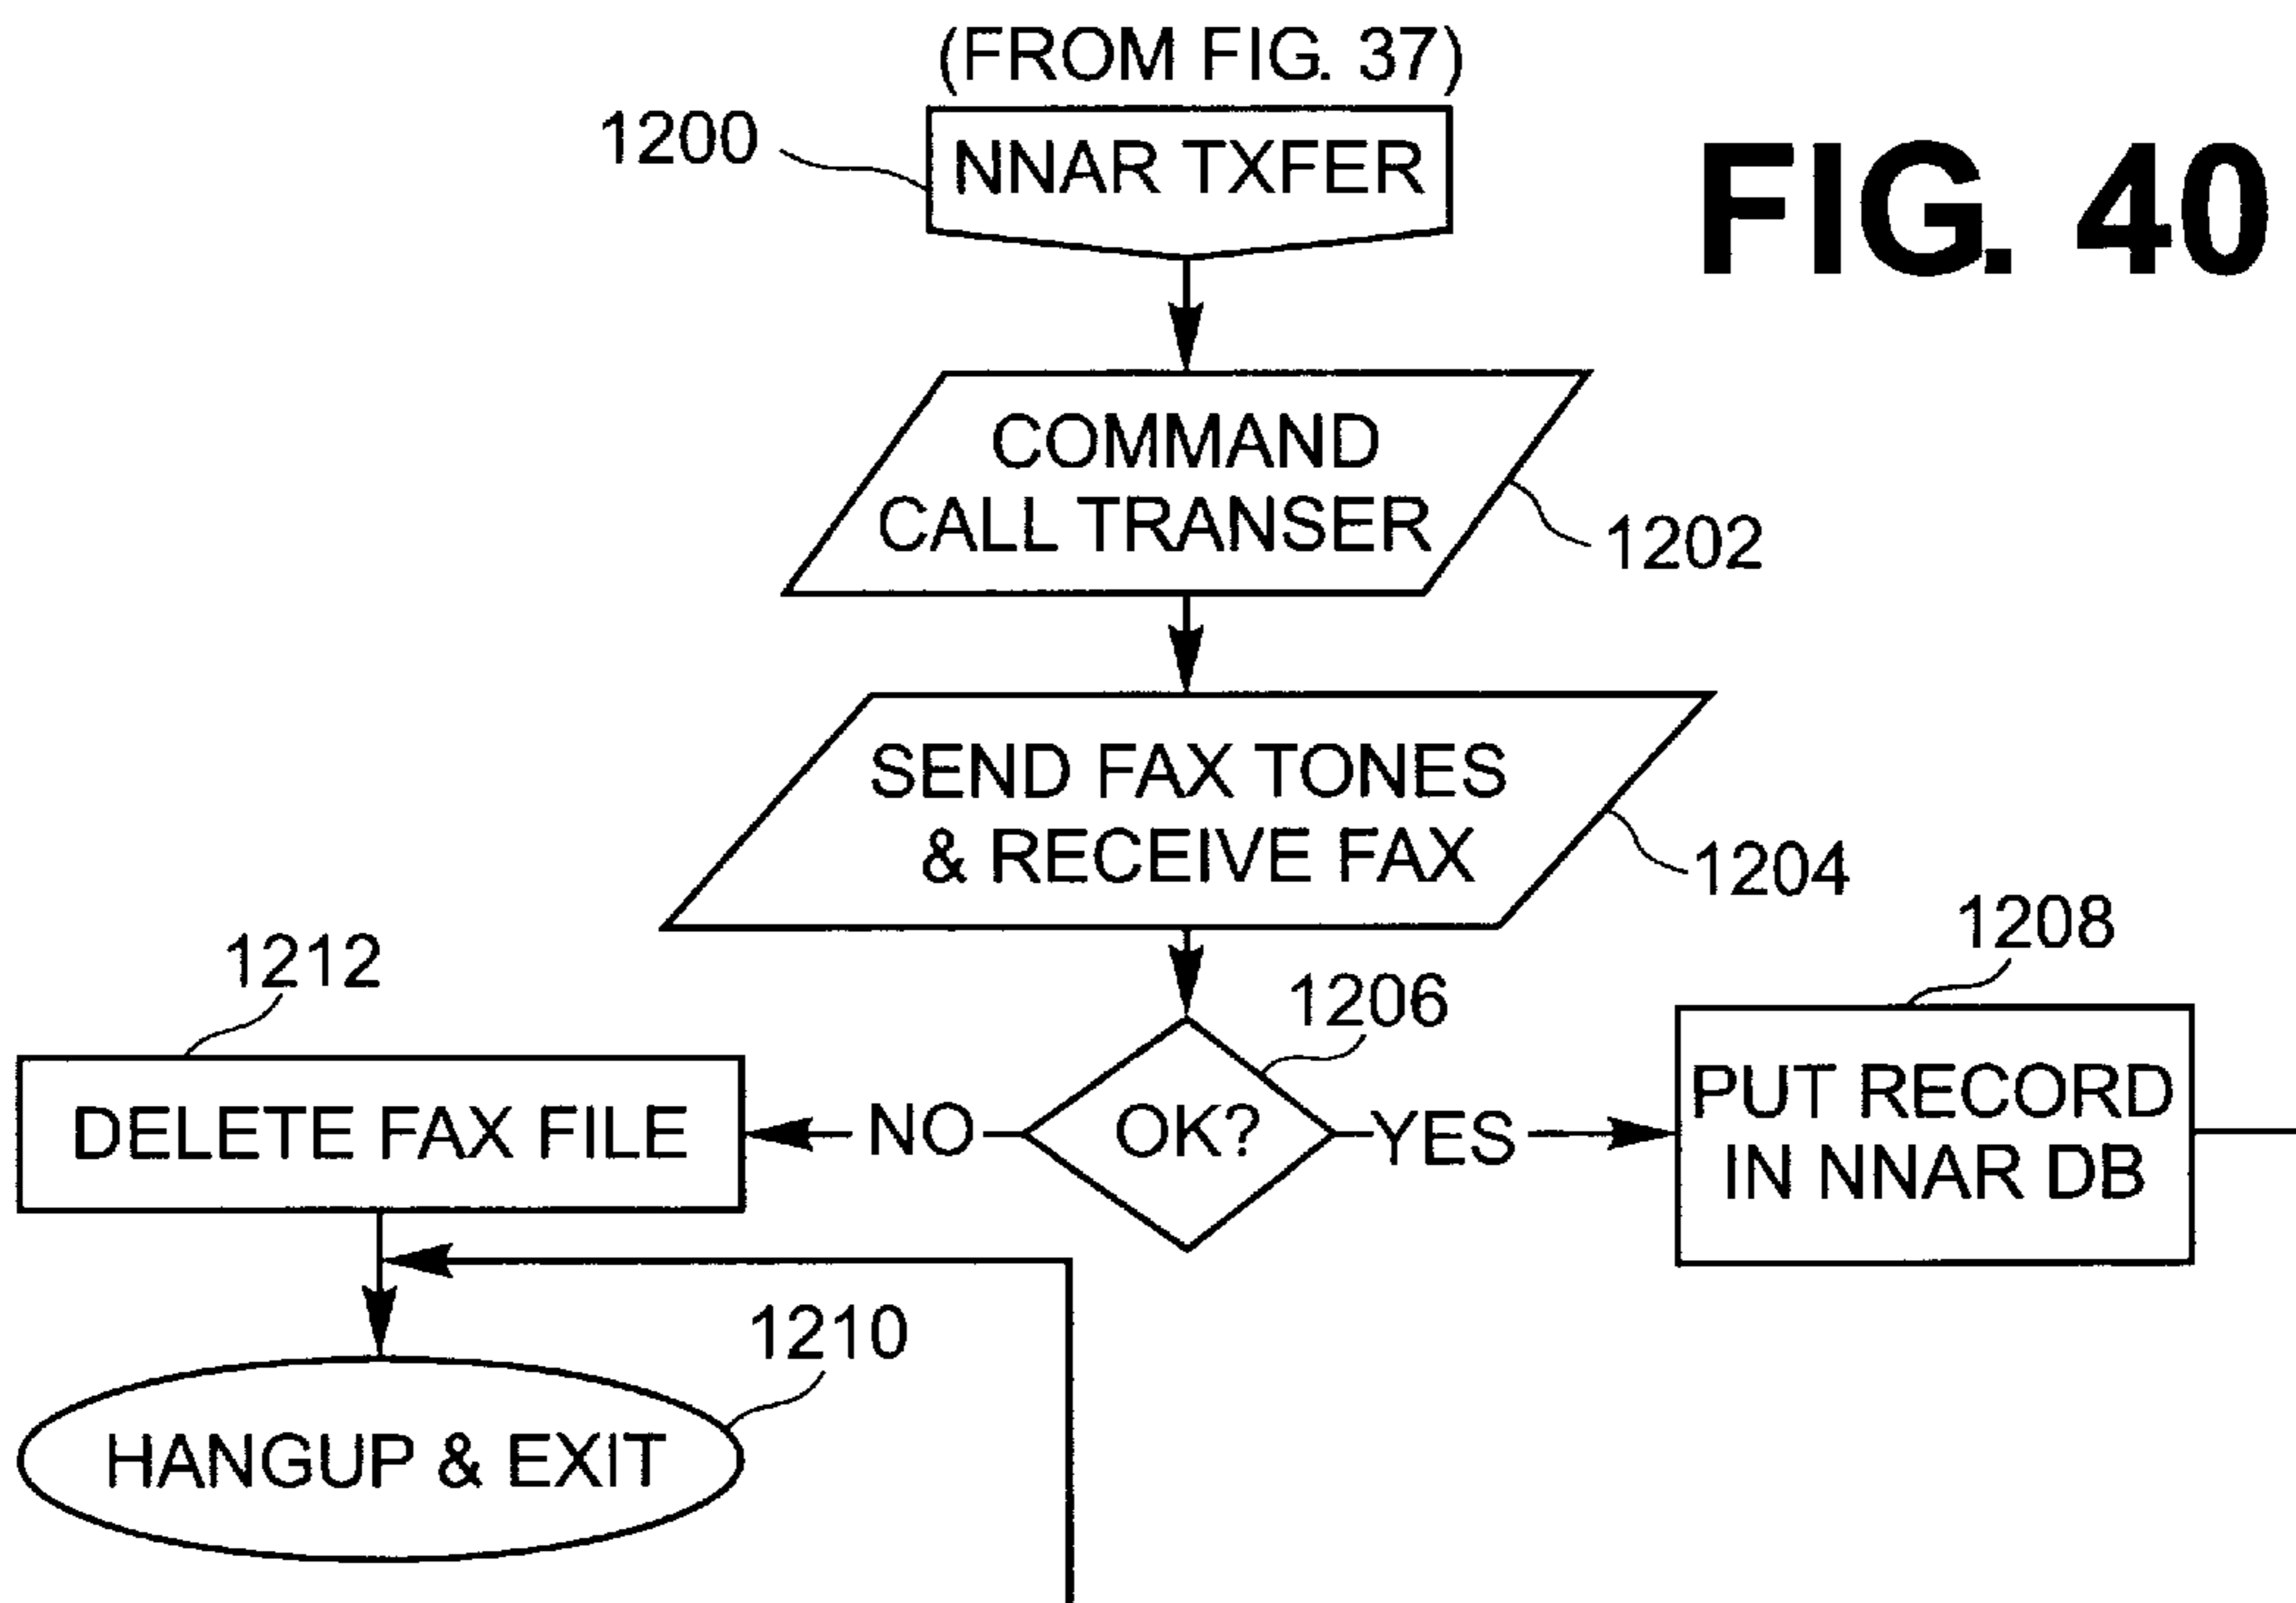 (FROM FIG. 37)
1200
NNAR TXFER
FIG. 40
COMMAND
CALL TRANSER
1202
SEND FAX TONES
& RECEIVE FAX
1204
1208
1212
1206
DELETE FAX FILE
NO
OK?
YES
PUT RECORD
IN NNAR DB
1210
HANGUP & EXIT